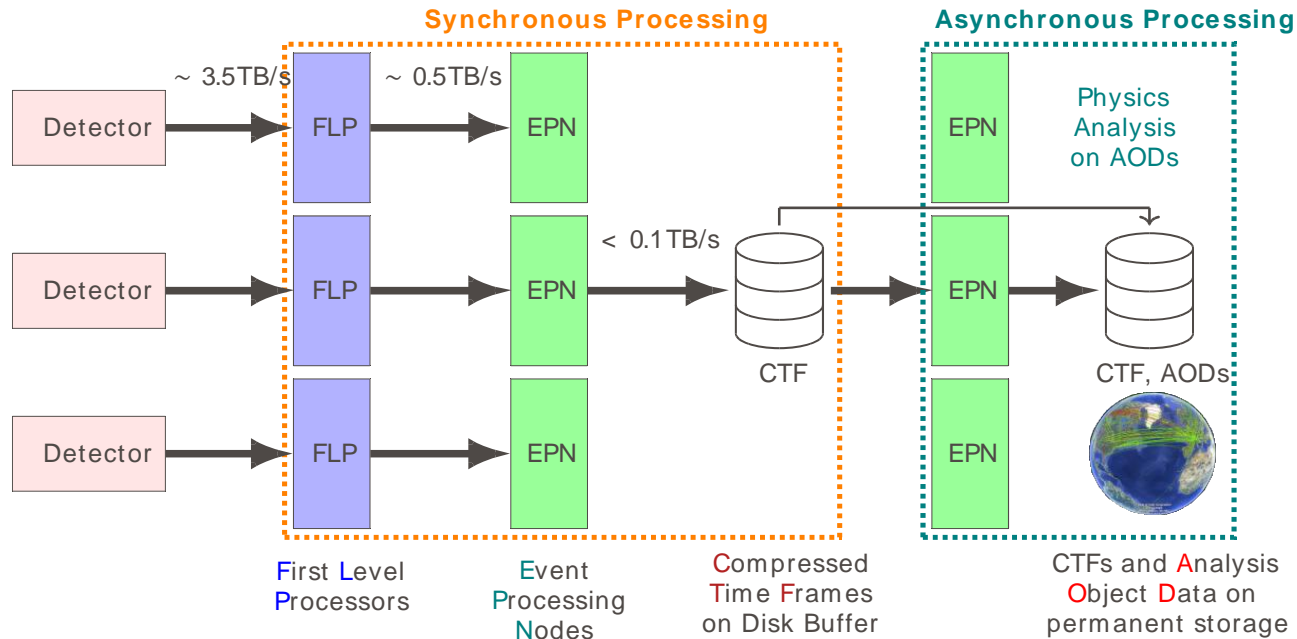 Synchronous Processing
Asynchronous Processing
~ 3.5TB/s
~ 0.5TB/s
Detector
FLP
EPN
EPN
Physics
Analysis
on AODs
< 0.1TB/s
Detector
FLP
EPN
EPN
CTF
CTF, AODs
Detector
FLP
EPN
EPN
First Level
Processors
Event
Processing
Nodes
Compressed
Time Frames
on Disk Buffer
CTFs and Analysis
Object Data on
permanent storage